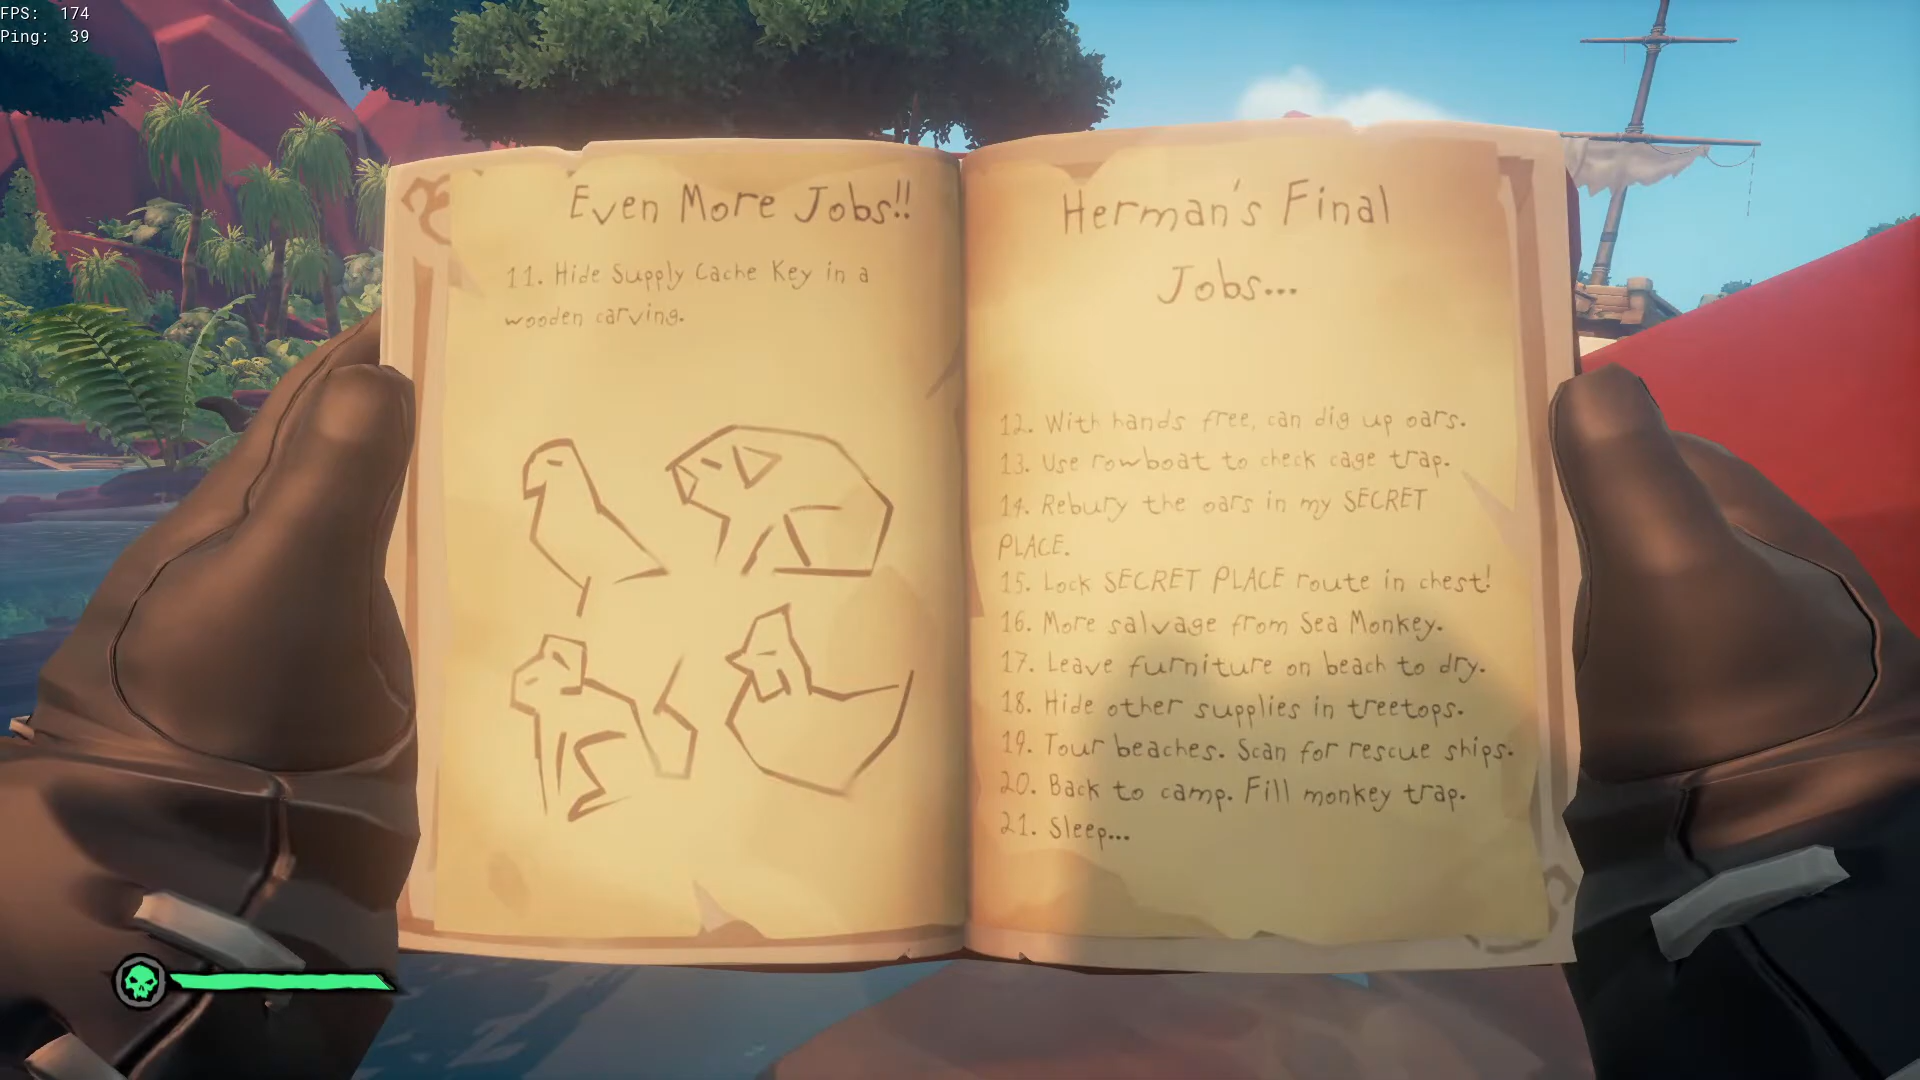 FPS: 174
Ping: 39
Even More Jobs!!
11. Hide Supply Cache Key in a
wooden carving.
Herman's Final
Jobs...
12. With hands free, can dig up oars.
13. Use rowboat to check cage trap.
14. Rebury the oars in my SECRET
PLACE.
15. Lock SECRET PLACE route in chest!
16. More salvage from Sea Monkey.
17. Leave furniture on beach to dry.
18. Hide other supplies in treetops.
19. Tour beaches. Scan for rescue ships.
20. Back to camp. Fill monkey trap.
21. Sleep...